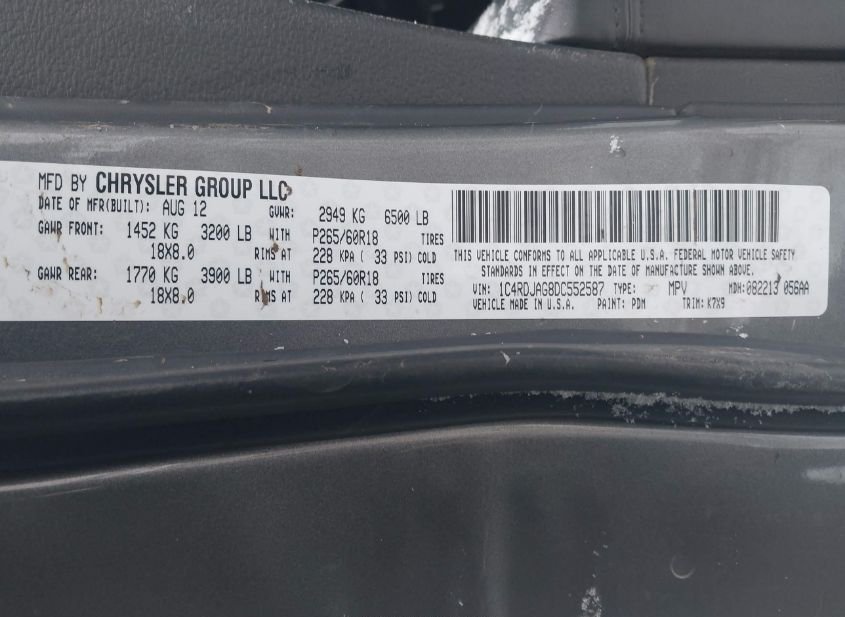 MFD BY CHRYSLER GROUP LLC
DATE OF MFR(BUILT): AUG 12 GVWR: 2949 KG 6500 LB
GAWR FRONT: 1452 KG 3200 LB WITH P265/60R18 TIRES
18X8.0 RIMS AT 228 KPA ( 33 PSI) COLD
GAWR REAR: 1770 KG 3900 LB WITH P265/60R18 TIRES
18X8.0 RIMS AT 228 KPA ( 33 PSI) COLD
THIS VEHICLE CONFORMS TO ALL APPLICABLE U.S.A. FEDERAL MOTOR VEHICLE SAFETY
STANDARDS IN EFFECT ON THE DATE OF MANUFACTURE SHOWN ABOVE.
VIN: 1C4RDJAG8DC552587 TYPE: MPV MDH: 082213 056AA
VEHICLE MADE IN U.S.A. PAINT: PDM TRIM: K7X9